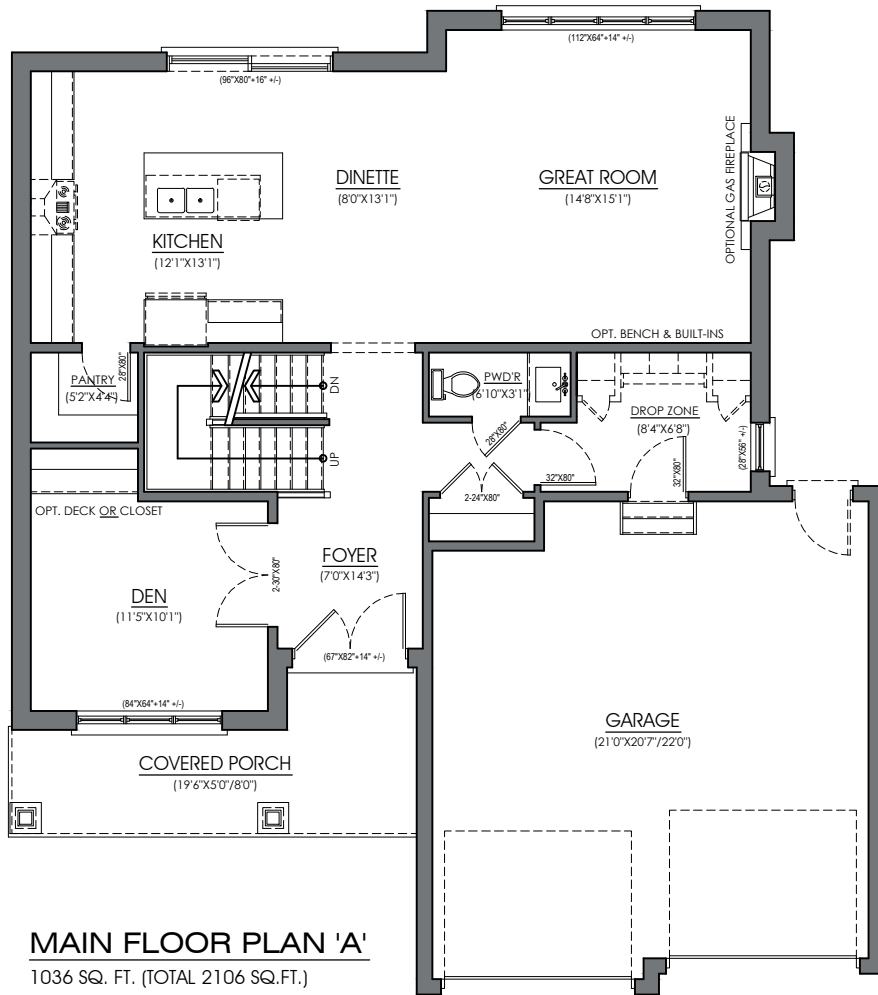 (112"X64"+14" +/-)
(96"X80"+16" +/-)
OPTIONAL GAS FIREPLACE
DINETTE
(8'0"X13'1")
GREAT ROOM
(14'8"X15'1")
KITCHEN
(12'1"X13'1")
OPT. BENCH & BUILT-INS
PANTRY
(5'2"X4'4")
28"X80"
DN
UP
PWD'R
(6'10"X3'1")
28"X80"
DROP ZONE
(8'4"X6'8")
(28"X56" +/-)
32"X80"
32"X80"
2-24"X80"
OPT. DECK OR CLOSET
FOYER
(7'0"X14'3")
2-30"X80"
DEN
(11'5"X10'1")
(67"X82"+14" +/-)
(84"X64"+14" +/-)
GARAGE
(21'0"X20'7"/22'0")
COVERED PORCH
(19'6"X5'0"/8'0")
MAIN FLOOR PLAN 'A'
1036 SQ. FT. (TOTAL 2106 SQ.FT.)